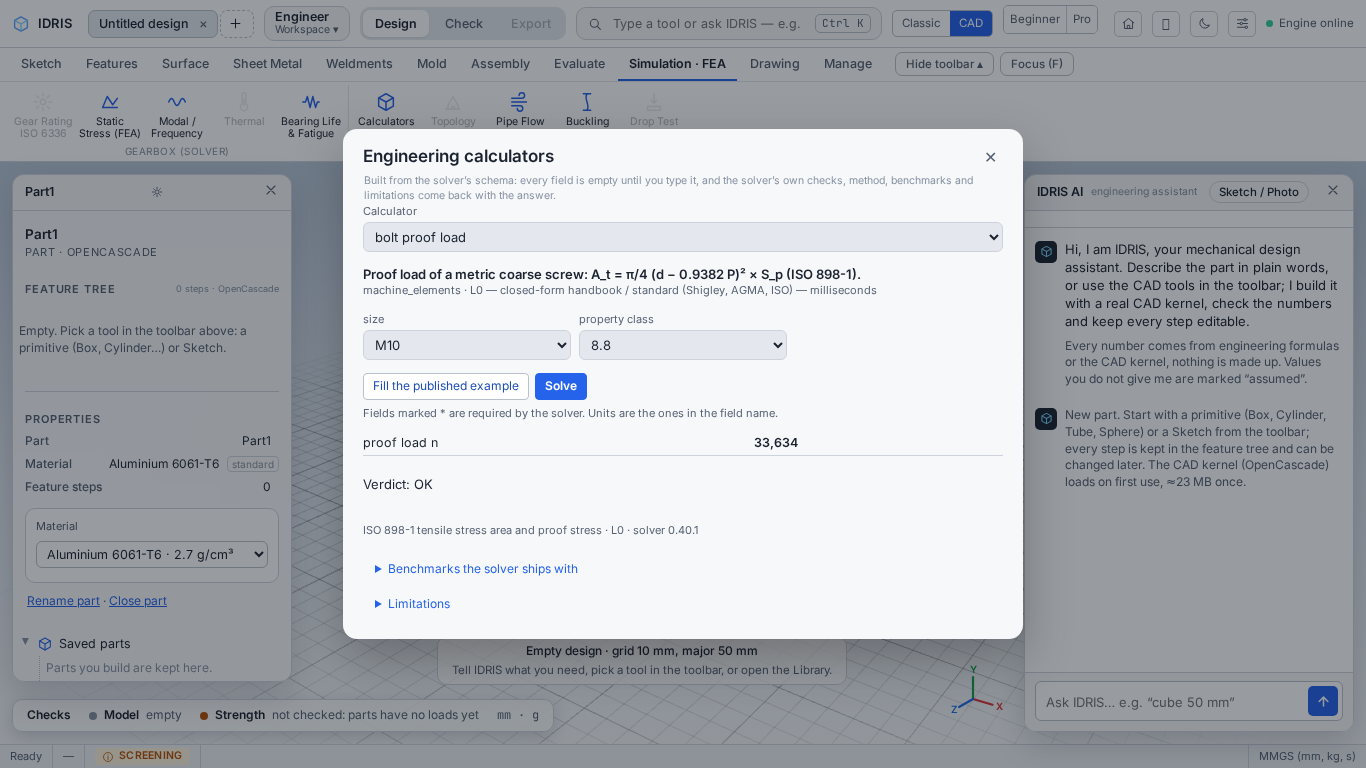 IDRIS
Untitled design ×
+
Engineer
Workspace ▾
Design
Check
Export
Type a tool or ask IDRIS — e.g.
Ctrl K
Classic
CAD
Beginner
Pro
Engine online
Sketch
Features
Surface
Sheet Metal
Weldments
Mold
Assembly
Evaluate
Simulation · FEA
Drawing
Manage
Hide toolbar ▴
Focus (F)
Gear Rating
ISO 6336
Static
Stress (FEA)
Modal /
Frequency
Thermal
Bearing Life
& Fatigue
Calculators
Topology
Pipe Flow
Buckling
Drop Test
GEARBOX (SOLVER)
Part1
Part1
PART · OPENCASCADE
FEATURE TREE
0 steps · OpenCascade
Empty. Pick a tool in the toolbar above: a
primitive (Box, Cylinder…) or Sketch.
PROPERTIES
Part Part1
Material Aluminium 6061-T6 standard
Feature steps 0
Material
Aluminium 6061-T6 · 2.7 g/cm³
Rename part · Close part
Saved parts
Parts you build are kept here.
Engineering calculators
Built from the solver's schema: every field is empty until you type it, and the solver's own checks, method, benchmarks and
limitations come back with the answer.
Calculator
bolt proof load
Proof load of a metric coarse screw: A_t = π/4 (d − 0.9382 P)² × S_p (ISO 898-1).
machine_elements · L0 — closed-form handbook / standard (Shigley, AGMA, ISO) — milliseconds
size
M10
property class
8.8
Fill the published example
Solve
Fields marked * are required by the solver. Units are the ones in the field name.
proof load n 33,634
Verdict: OK
ISO 898-1 tensile stress area and proof stress · L0 · solver 0.40.1
Benchmarks the solver ships with
Limitations
Empty design · grid 10 mm, major 50 mm
Tell IDRIS what you need, pick a tool in the toolbar, or open the Library.
Y
X
Z
IDRIS AI engineering assistant
Sketch / Photo
Hi, I am IDRIS, your mechanical design
assistant. Describe the part in plain words,
or use the CAD tools in the toolbar; I build it
with a real CAD kernel, check the numbers
and keep every step editable.
Every number comes from engineering formulas
or the CAD kernel, nothing is made up. Values
you do not give me are marked “assumed”.
New part. Start with a primitive (Box, Cylinder,
Tube, Sphere) or a Sketch from the toolbar;
every step is kept in the feature tree and can be
changed later. The CAD kernel (OpenCascade)
loads on first use, ≈23 MB once.
Ask IDRIS… e.g. “cube 50 mm”
Checks
Model empty
Strength not checked: parts have no loads yet
mm · g
Ready
—
SCREENING
MMGS (mm, kg, s)